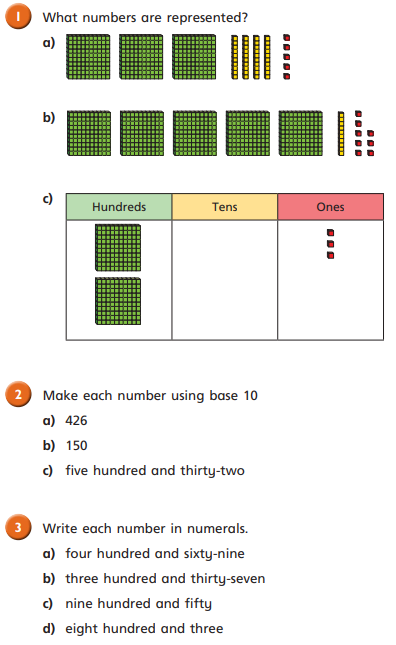 1 What numbers are represented?
a)
b)
c)
Hundreds Tens Ones
2 Make each number using base 10
a) 426
b) 150
c) five hundred and thirty-two
3 Write each number in numerals.
a) four hundred and sixty-nine
b) three hundred and thirty-seven
c) nine hundred and fifty
d) eight hundred and three